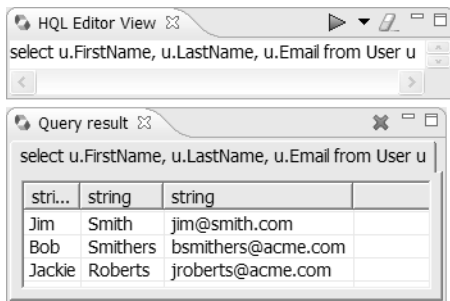 HQL Editor View
select u.FirstName, u.LastName, u.Email from User u
Query result
select u.FirstName, u.LastName, u.Email from User u
stri... string string
Jim Smith jim@smith.com
Bob Smithers bsmithers@acme.com
Jackie Roberts jroberts@acme.com